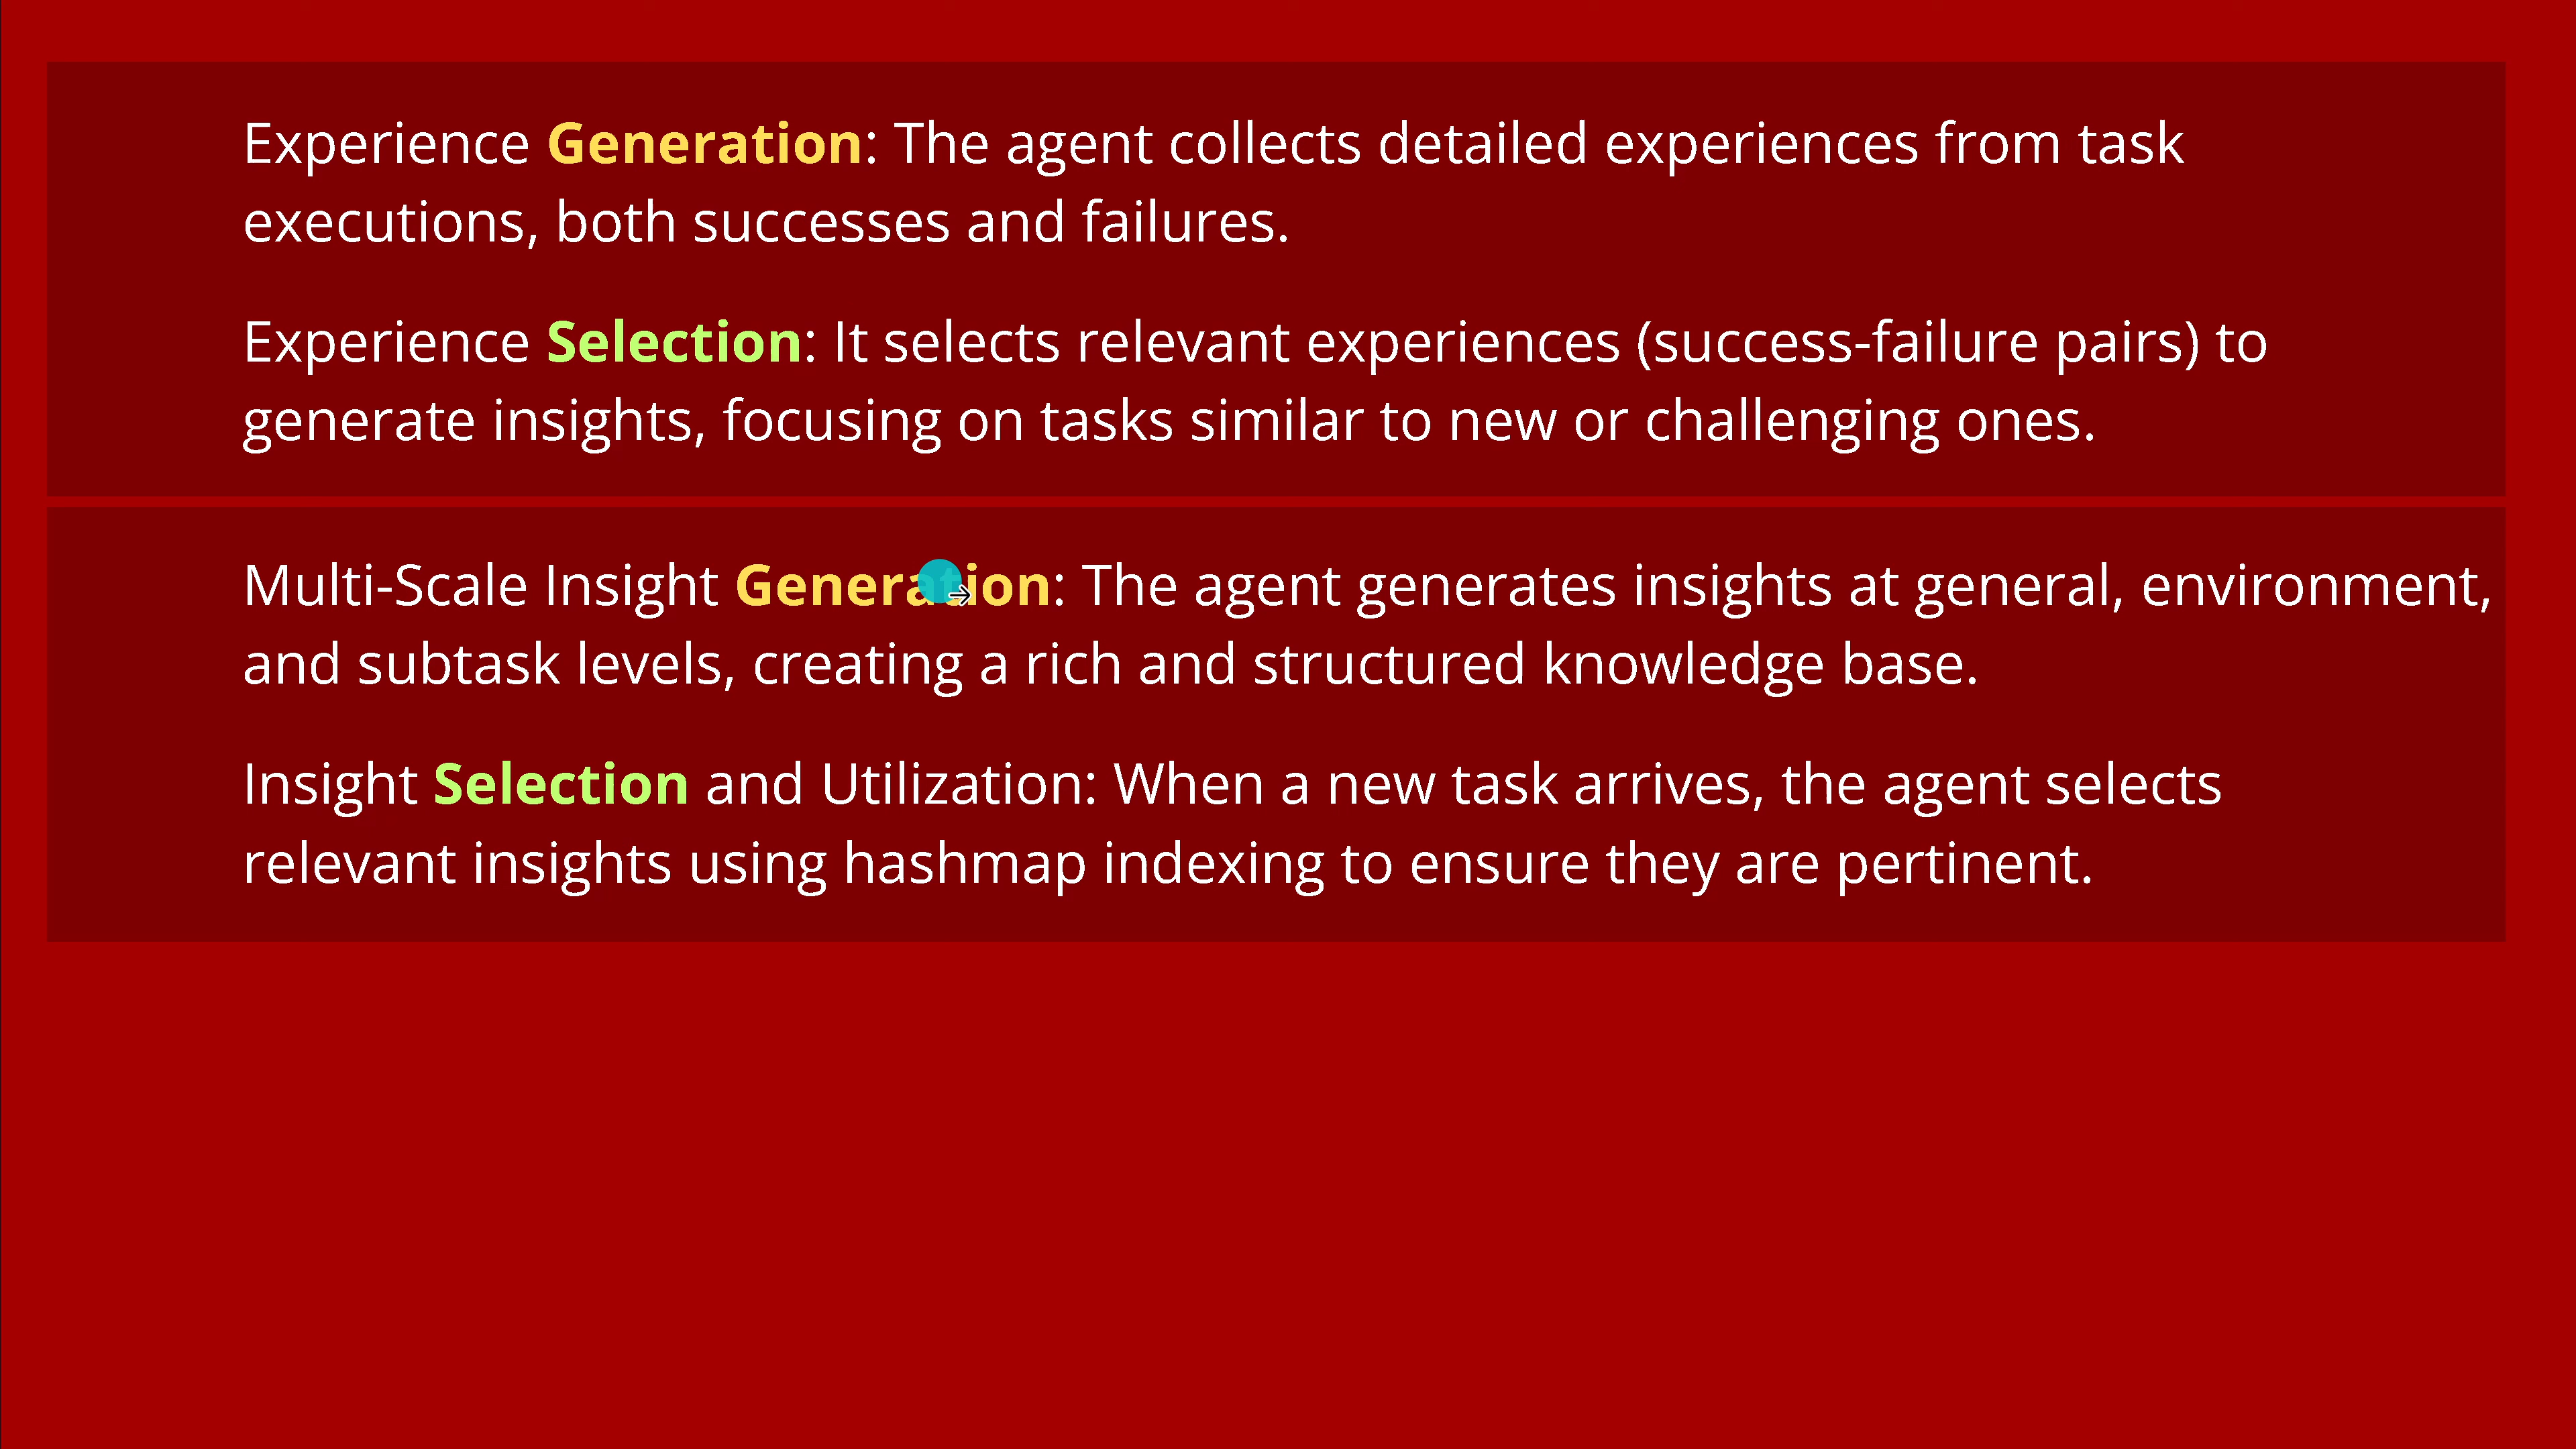 Experience Generation: The agent collects detailed experiences from task
executions, both successes and failures.
Experience Selection: It selects relevant experiences (success-failure pairs) to
generate insights, focusing on tasks similar to new or challenging ones.
Multi-Scale Insight Generation: The agent generates insights at general, environment,
and subtask levels, creating a rich and structured knowledge base.
Insight Selection and Utilization: When a new task arrives, the agent selects
relevant insights using hashmap indexing to ensure they are pertinent.